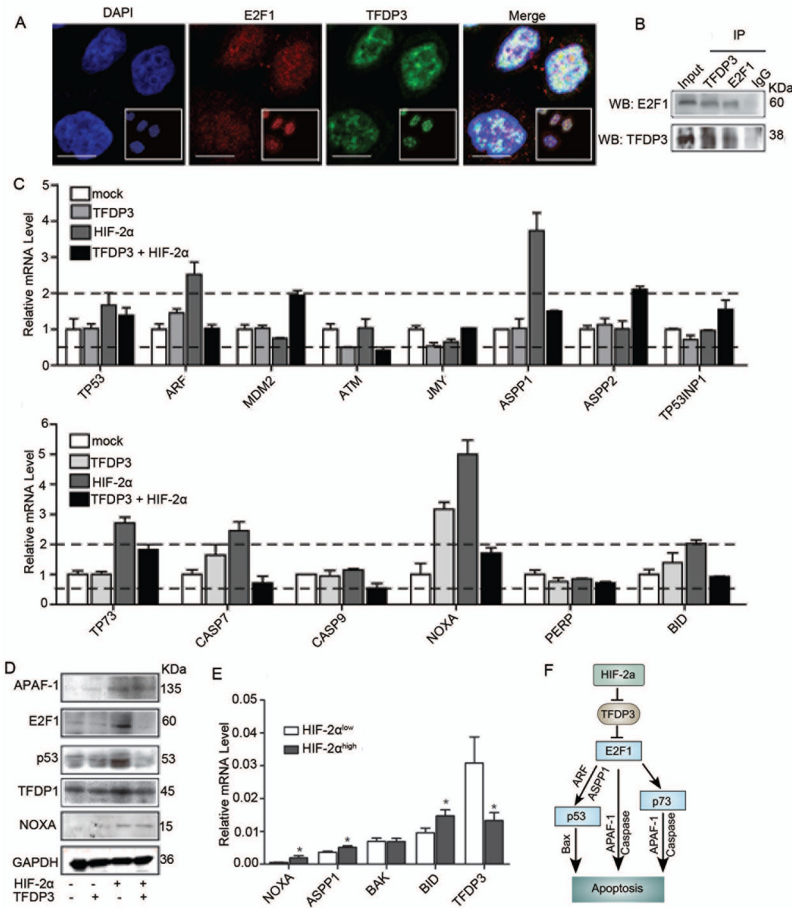 A
DAPI
E2F1
TFDP3
Merge
B
IP
Input
TFDP3
E2F1
IgG
KDa
WB: E2F1
60
WB: TFDP3
38
C
mock
TFDP3
HIF-2α
TFDP3 + HIF-2α
Relative mRNA Level
5
4
3
2
1
0
TP53
ARF
MDM2
ATM
JMY
ASPP1
ASPP2
TP53INP1
mock
TFDP3
HIF-2α
TFDP3 + HIF-2α
Relative mRNA Level
6
5
4
3
2
1
0
TP73
CASP7
CASP9
NOXA
PERP
BID
D
KDa
APAF-1
135
E2F1
60
p53
53
TFDP1
45
NOXA
15
GAPDH
36
HIF-2α - - + +
TFDP3 - + - +
E
HIF-2αlow
HIF-2αhigh
Relative mRNA Level
0.05
0.04
0.03
0.02
0.01
0.00
*
*
*
*
NOXA
ASPP1
BAK
BID
TFDP3
F
HIF-2a
TFDP3
E2F1
ARF
ASPP1
p53
p73
Bax
APAF-1
Caspase
APAF-1
Caspase
Apoptosis